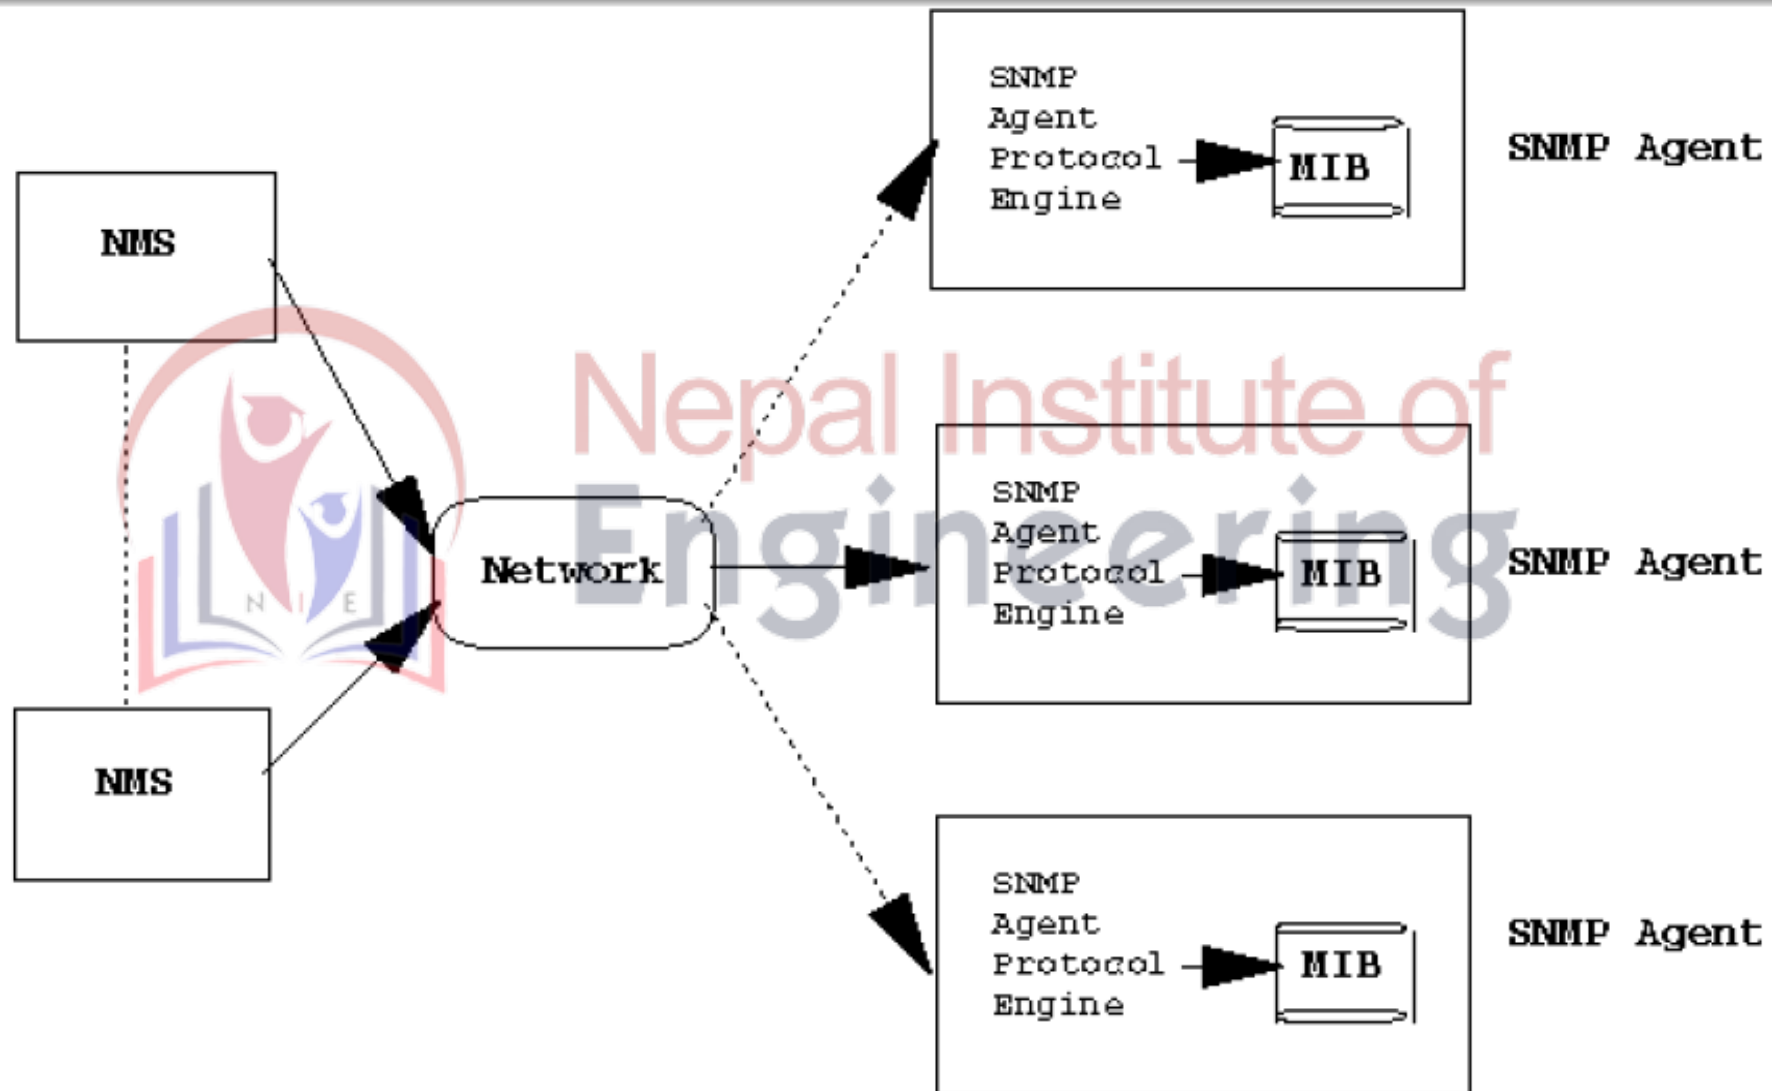 NMS
NMS
Network
SNMP
Agent
Protocol
Engine
MIB
SNMP Agent
SNMP
Agent
Protocol
Engine
MIB
SNMP Agent
SNMP
Agent
Protocol
Engine
MIB
SNMP Agent
Nepal Institute of
Engineering
N I E